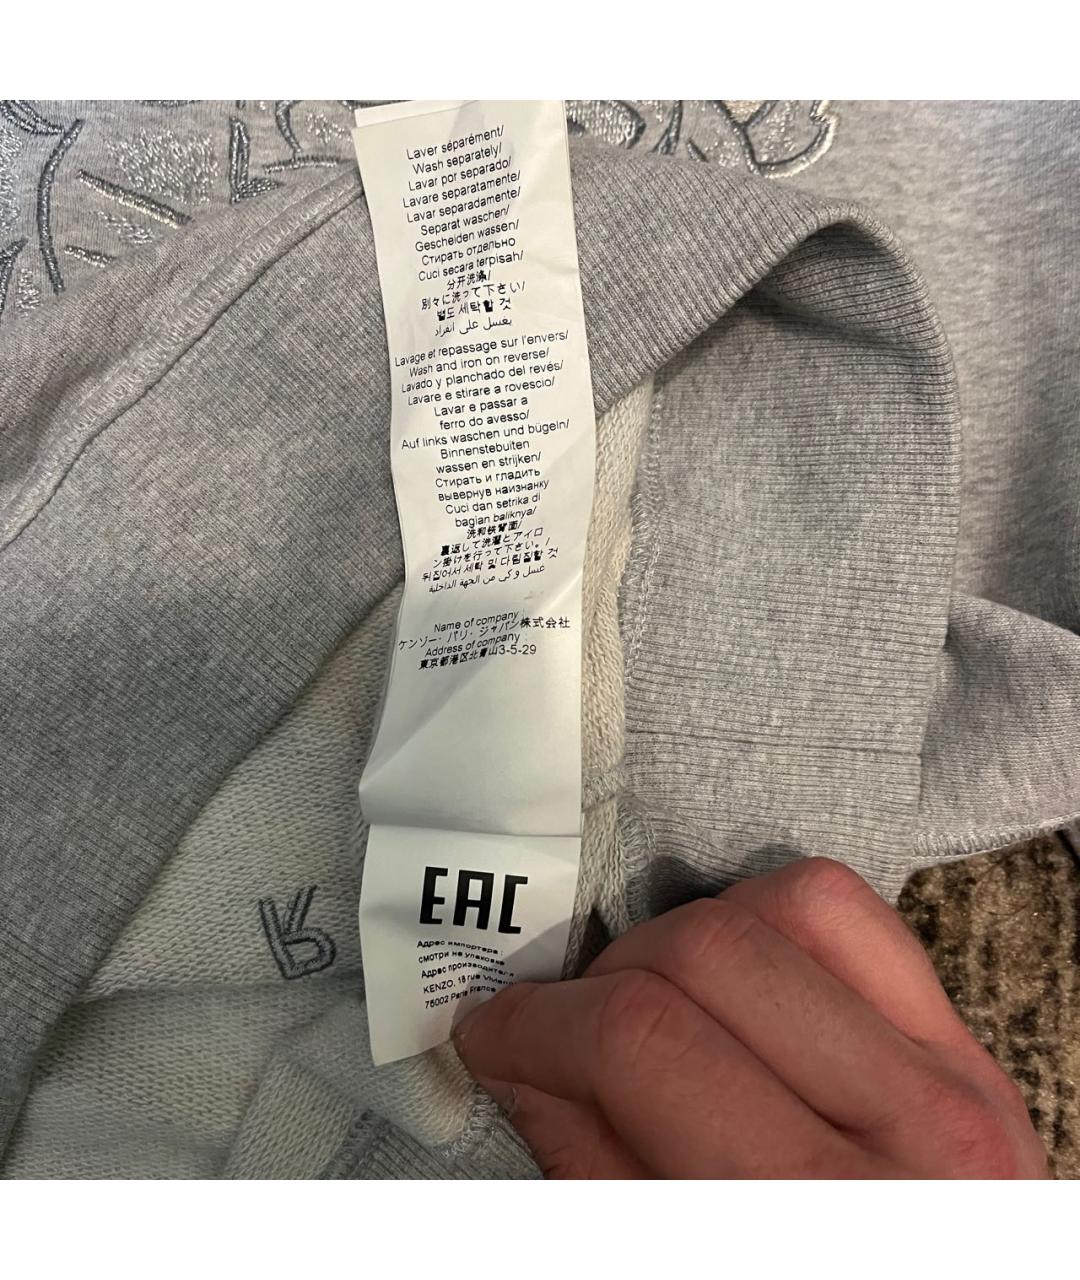 Laver séparément/
Wash separately/
Lavar por separado/
Lavare separatamente/
Lavar separadamente/
Separat waschen/
Gescheiden wassen/
Стирать отдельно
Cuci secara terpisah/
分开洗涤/
別々に洗って下さい/
별도 세탁할 것
يغسل على انفراد
Lavage et repassage sur l'envers/
Wash and iron on reverse/
Lavado y planchado del revés/
Lavare e stirare a rovescio/
Lavar e passar a
ferro do avesso/
Auf links waschen und bügeln/
Binnenstebuiten
wassen en strijken/
Стирать и гладить
вывернув наизнанку
Cuci dan setrika di
bagian baliknya/
洗和熨背面/
裏返して洗濯とアイロ
ン掛けを行って下さい。/
뒤집어서 세탁 및 다림질할 것
غسل و كي من الجهة الداخلية
Name of company :
ケンゾー・パリ・ジャパン株式会社
Address of company :
東京都港区北青山3-5-29
EAC
Адрес импортера :
смотри на упаковке
Адрес производителя
KENZO, 18 rue Vivienne
75002 Paris France